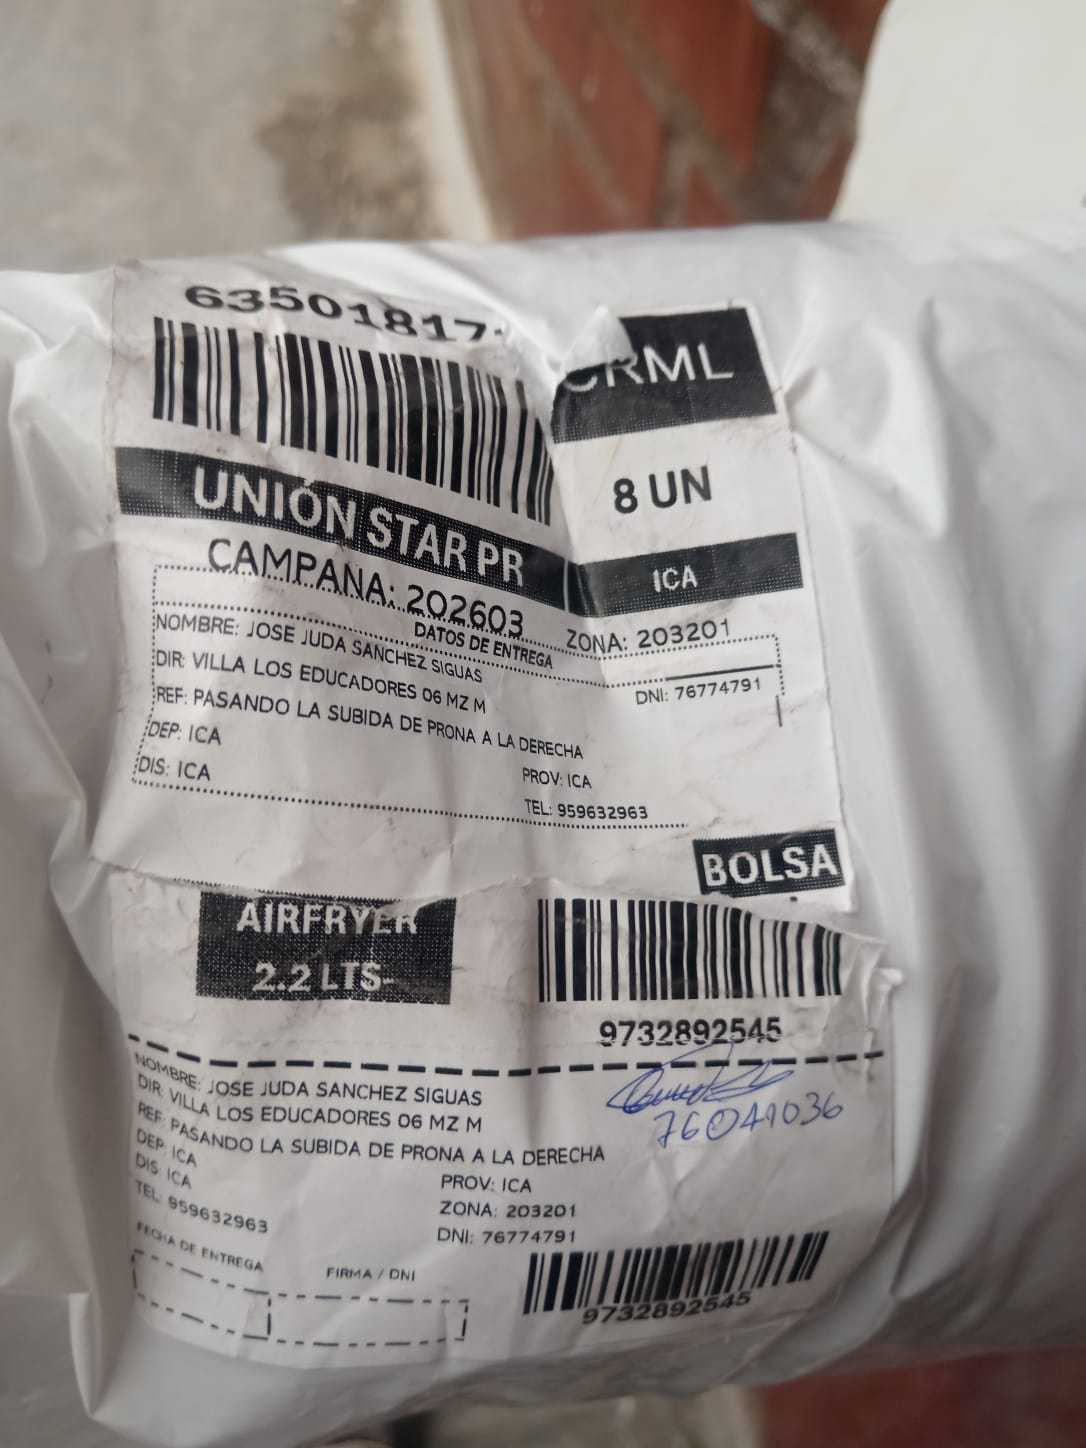 63501817
CRML
8 UN
UNIÓN STAR PR
ICA
CAMPANA: 202603
ZONA: 203201
DATOS DE ENTREGA
NOMBRE: JOSE JUDA SANCHEZ SIGUAS
DNI: 76774791
DIR: VILLA LOS EDUCADORES 06 MZ M
REF: PASANDO LA SUBIDA DE PRONA A LA DERECHA
DEP: ICA
PROV: ICA
DIS: ICA
TEL: 959632963
BOLSA
AIRFRYER
2.2 LTS-
9732892545
76041036
NOMBRE: JOSE JUDA SANCHEZ SIGUAS
DIR: VILLA LOS EDUCADORES 06 MZ M
REF: PASANDO LA SUBIDA DE PRONA A LA DERECHA
DEP: ICA
PROV: ICA
DIS: ICA
ZONA: 203201
TEL: 959632963
DNI: 76774791
FECHA DE ENTREGA
FIRMA / DNI
9732892545